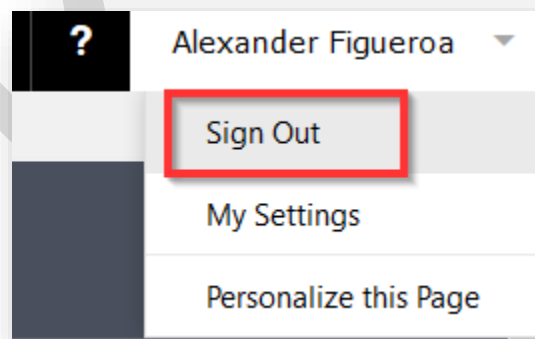 ? Alexander Figueroa
Sign Out
My Settings
Personalize this Page